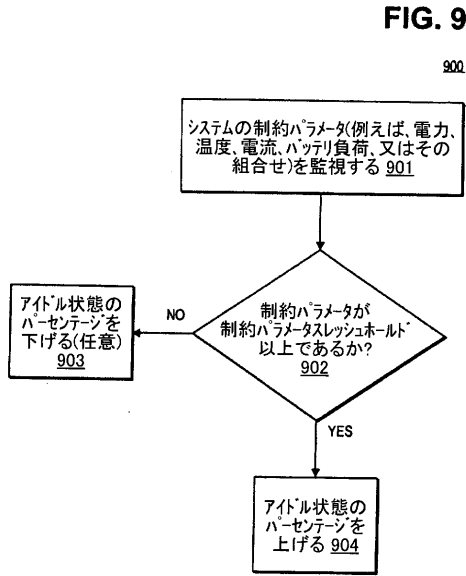 FIG. 9
900
システムの制約パラメータ(例えば、電力、
温度、電流、バッテリ負荷、又はその
組合せ)を監視する 901
制約パラメータが
制約パラメータスレッシュホールド
以上であるか?
902
NO
アイドル状態の
パーセンテージを
下げる(任意)
903
YES
アイドル状態の
パーセンテージを
上げる 904